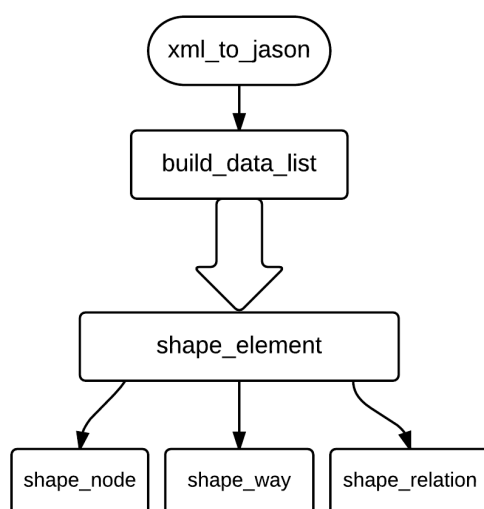 xml_to_jason
build_data_list
shape_element
shape_node
shape_way
shape_relation